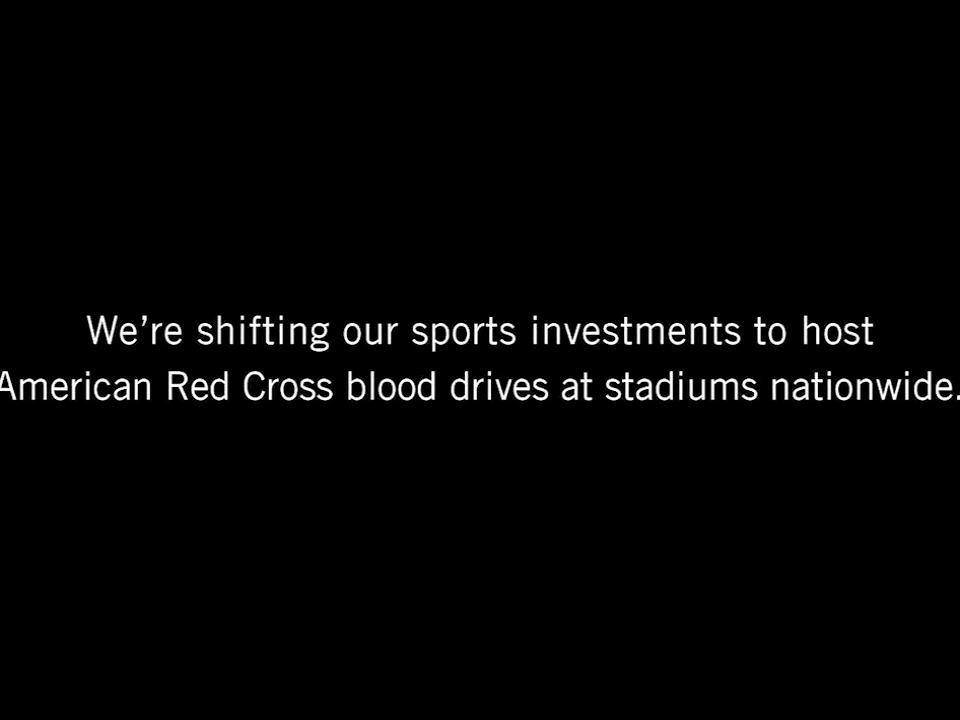 We’re shifting our sports investments to host
American Red Cross blood drives at stadiums nationwide.